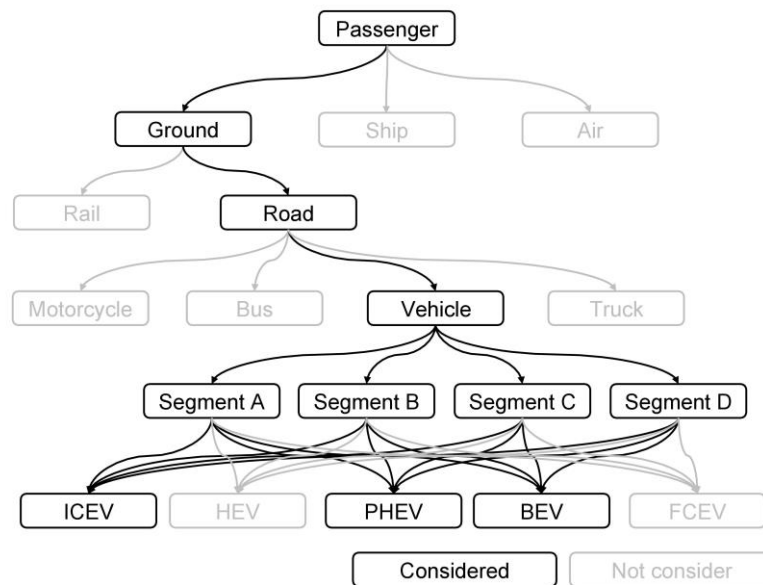 Passenger
Ground Ship Air
Rail Road
Motorcycle Bus Vehicle Truck
Segment A Segment B Segment C Segment D
ICEV HEV PHEV BEV FCEV
Considered Not consider